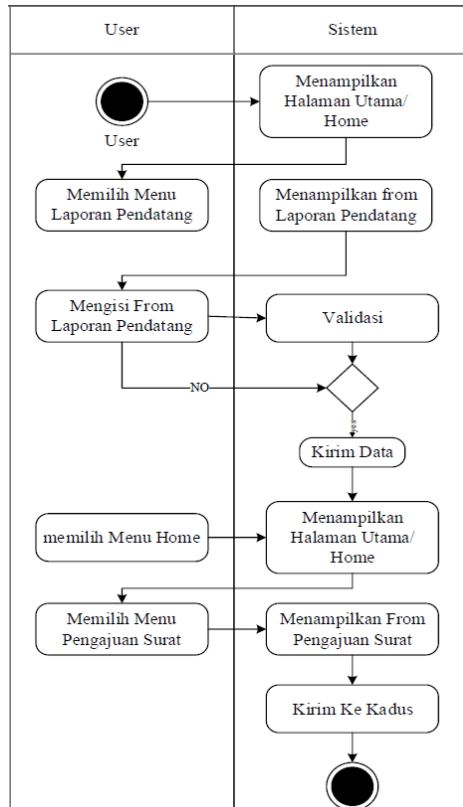 User
Sistem
Menampilkan
Halaman Utama/
Home
User
Memilih Menu
Laporan Pendatang
Menampilkan from
Laporan Pendatang
Mengisi From
Laporan Pendatang
Validasi
NO
yes
Kirim Data
memilih Menu Home
Menampilkan
Halaman Utama/
Home
Memilih Menu
Pengajuan Surat
Menampilkan From
Pengajuan Surat
Kirim Ke Kadus